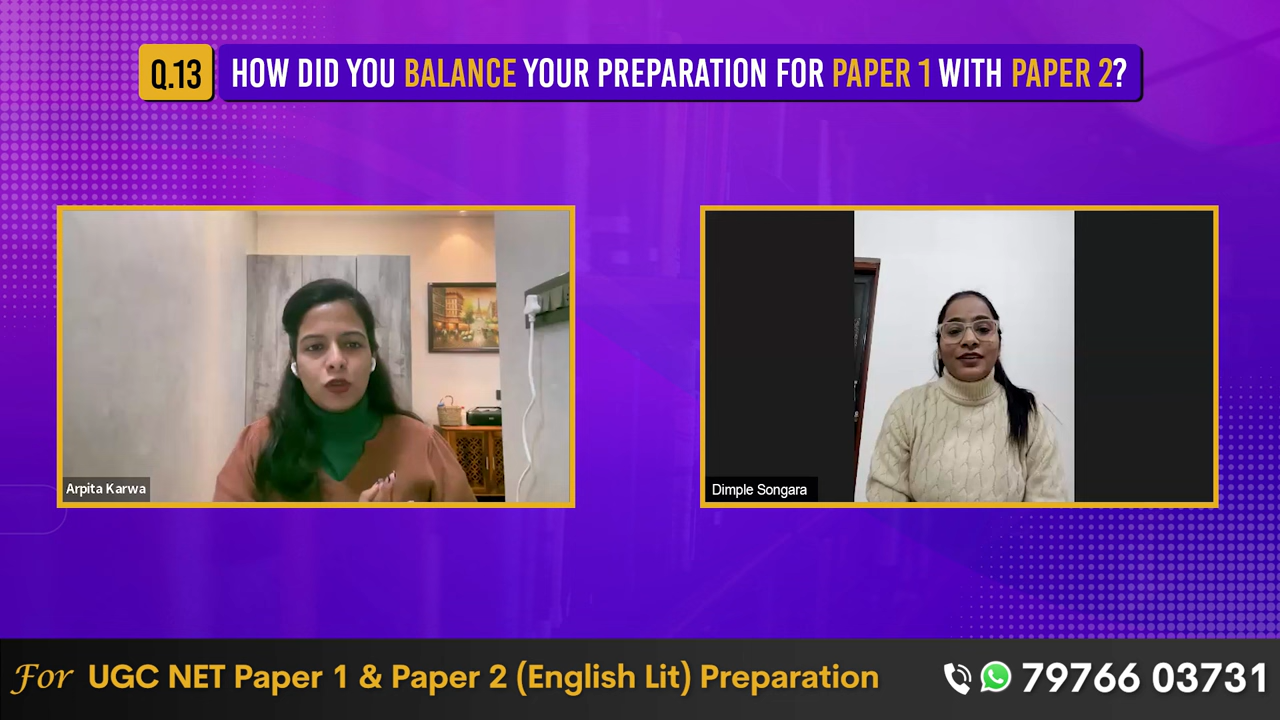 Q.13 HOW DID YOU BALANCE YOUR PREPARATION FOR PAPER 1 WITH PAPER 2?
Arpita Karwa
Dimple Songara
For UGC NET Paper 1 & Paper 2 (English Lit) Preparation 79766 03731